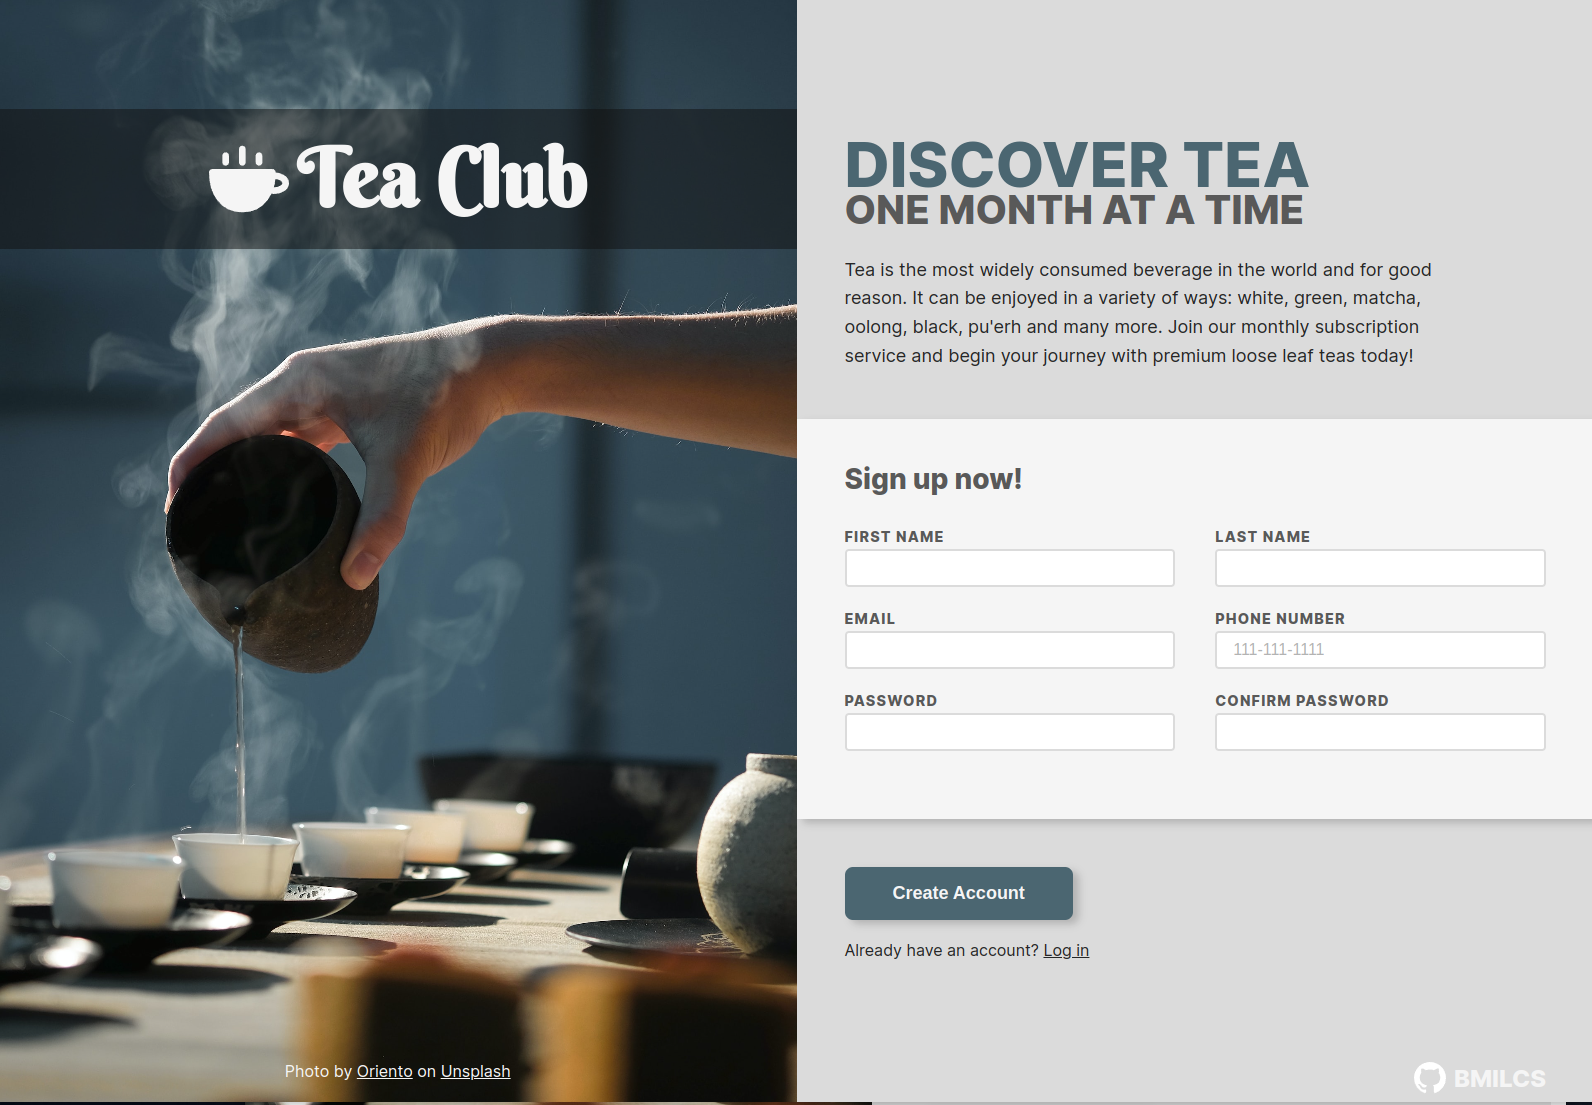 Tea Club
DISCOVER TEA
ONE MONTH AT A TIME
Tea is the most widely consumed beverage in the world and for good
reason. It can be enjoyed in a variety of ways: white, green, matcha,
oolong, black, pu'erh and many more. Join our monthly subscription
service and begin your journey with premium loose leaf teas today!
Sign up now!
FIRST NAME
LAST NAME
EMAIL
PHONE NUMBER
111-111-1111
PASSWORD
CONFIRM PASSWORD
Create Account
Already have an account? Log in
Photo by Oriento on Unsplash
BMILCS